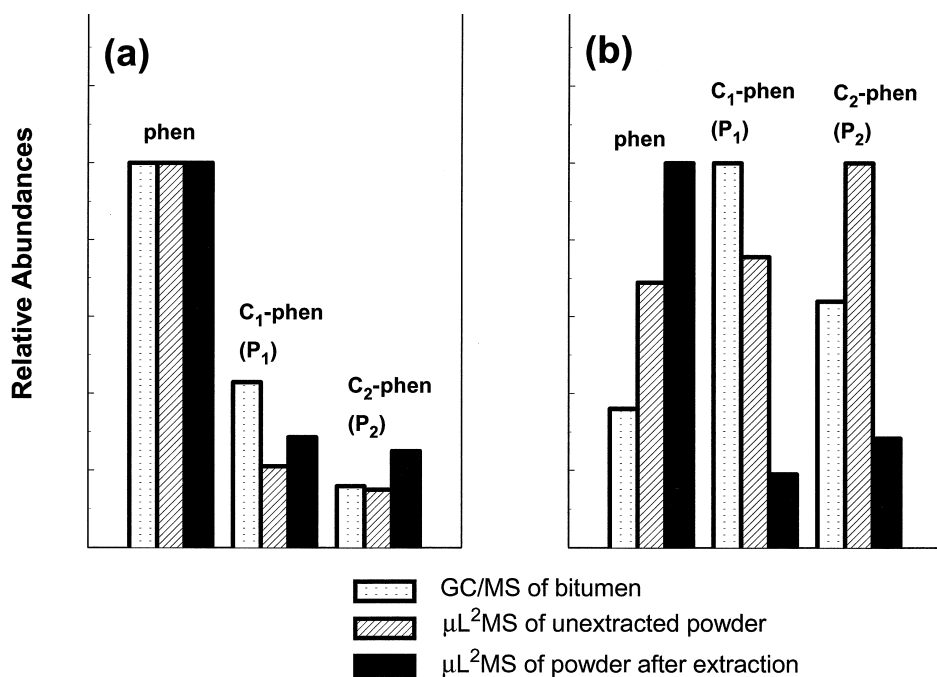 (a)
phen
C₁-phen
(P₁)
C₂-phen
(P₂)
Relative Abundances
(b)
phen
C₁-phen
(P₁)
C₂-phen
(P₂)
GC/MS of bitumen
μL²MS of unextracted powder
μL²MS of powder after extraction